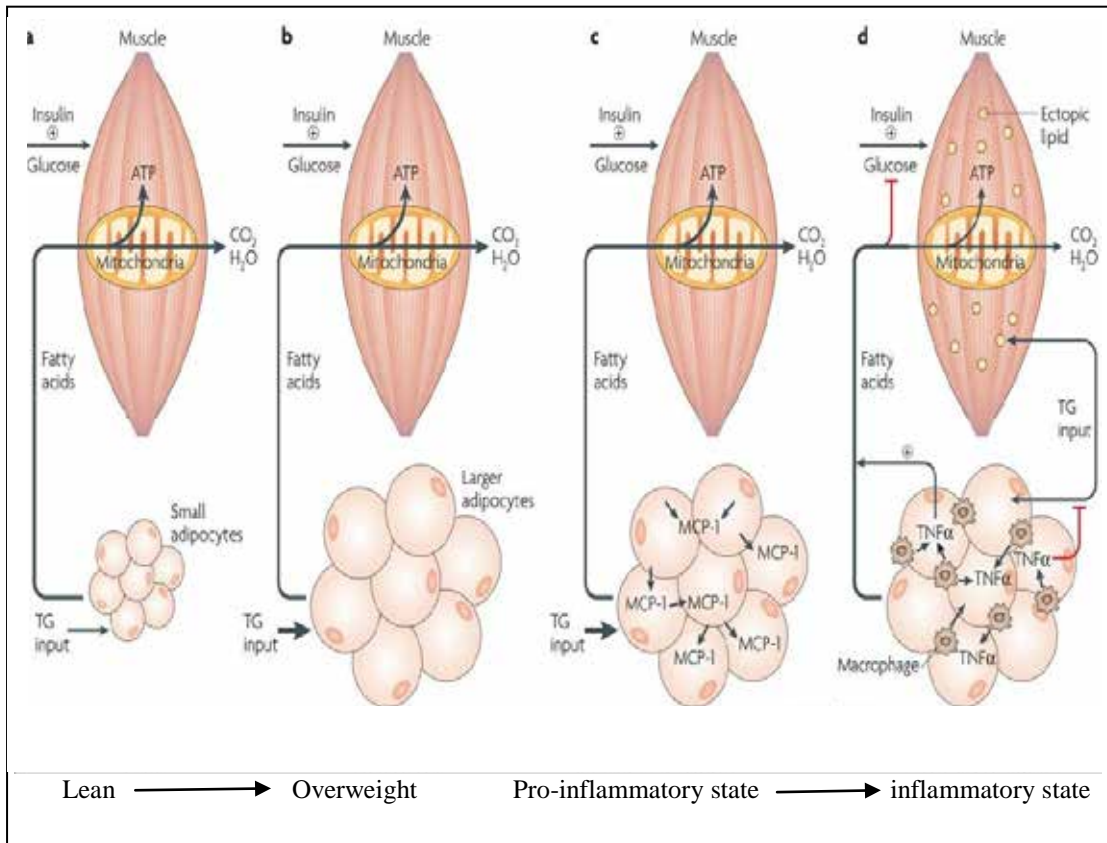 a
Muscle
Insulin
⊕
Glucose
ATP
Mitochondria
CO₂
H₂O
Fatty
acids
Small
adipocytes
TG
input
b
Muscle
Insulin
⊕
Glucose
ATP
Mitochondria
CO₂
H₂O
Fatty
acids
Larger
adipocytes
TG
input
c
Muscle
Insulin
⊕
Glucose
ATP
Mitochondria
CO₂
H₂O
Fatty
acids
MCP-1
MCP-1
MCP-1
MCP-1
MCP-1
MCP-1
TG
input
d
Muscle
Insulin
⊕
Glucose
Ectopic
lipid
ATP
Mitochondria
CO₂
H₂O
Fatty
acids
TG
input
⊕
TNFα
TNFα
TNFα
Macrophage
TNFα
Lean
Overweight
Pro-inflammatory state
inflammatory state